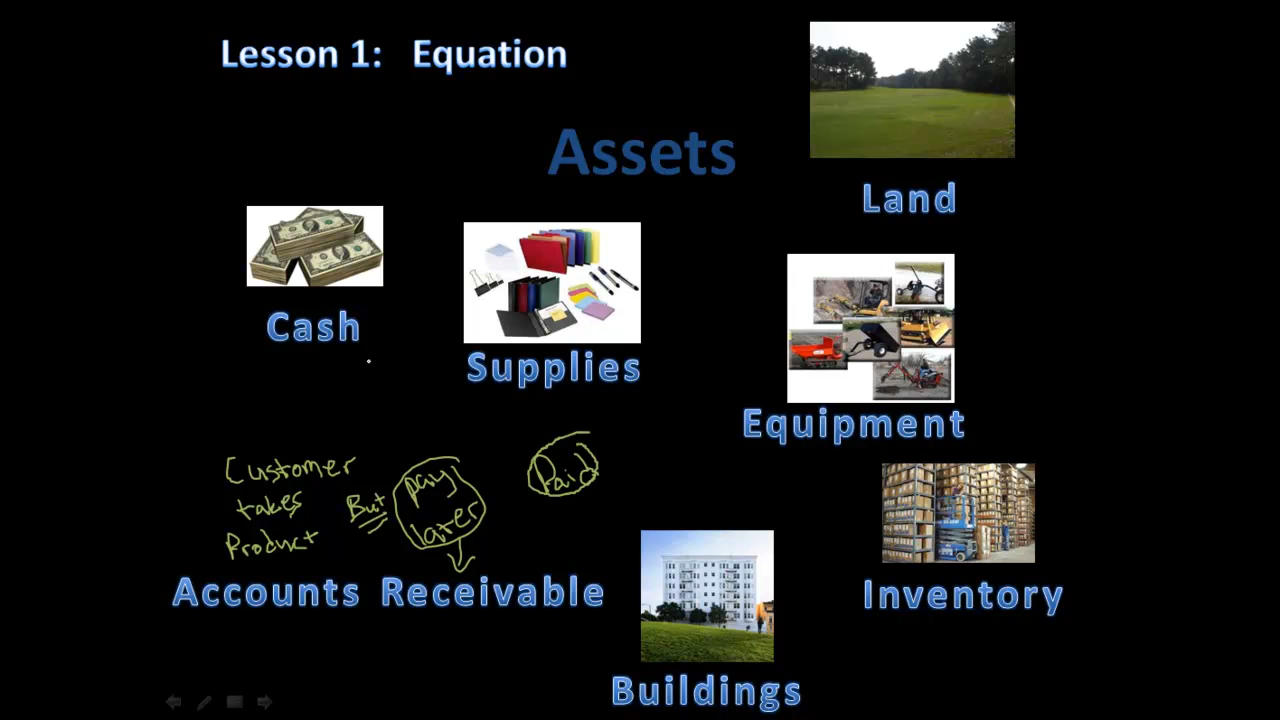 Lesson 1: Equation
Assets
Land
Cash
Supplies
Equipment
Customer
takes
Product
But
pay
later
Paid
Accounts Receivable
Inventory
Buildings